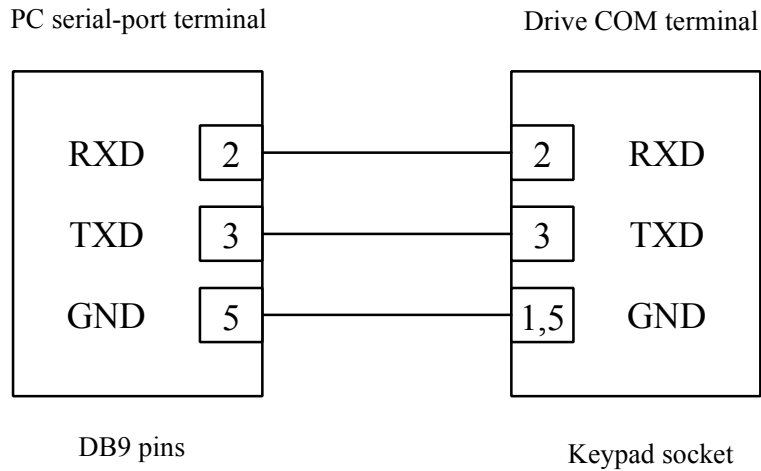 PC serial-port terminal
Drive COM terminal
RXD 2 2 RXD
TXD 3 3 TXD
GND 5 1,5 GND
DB9 pins
Keypad socket